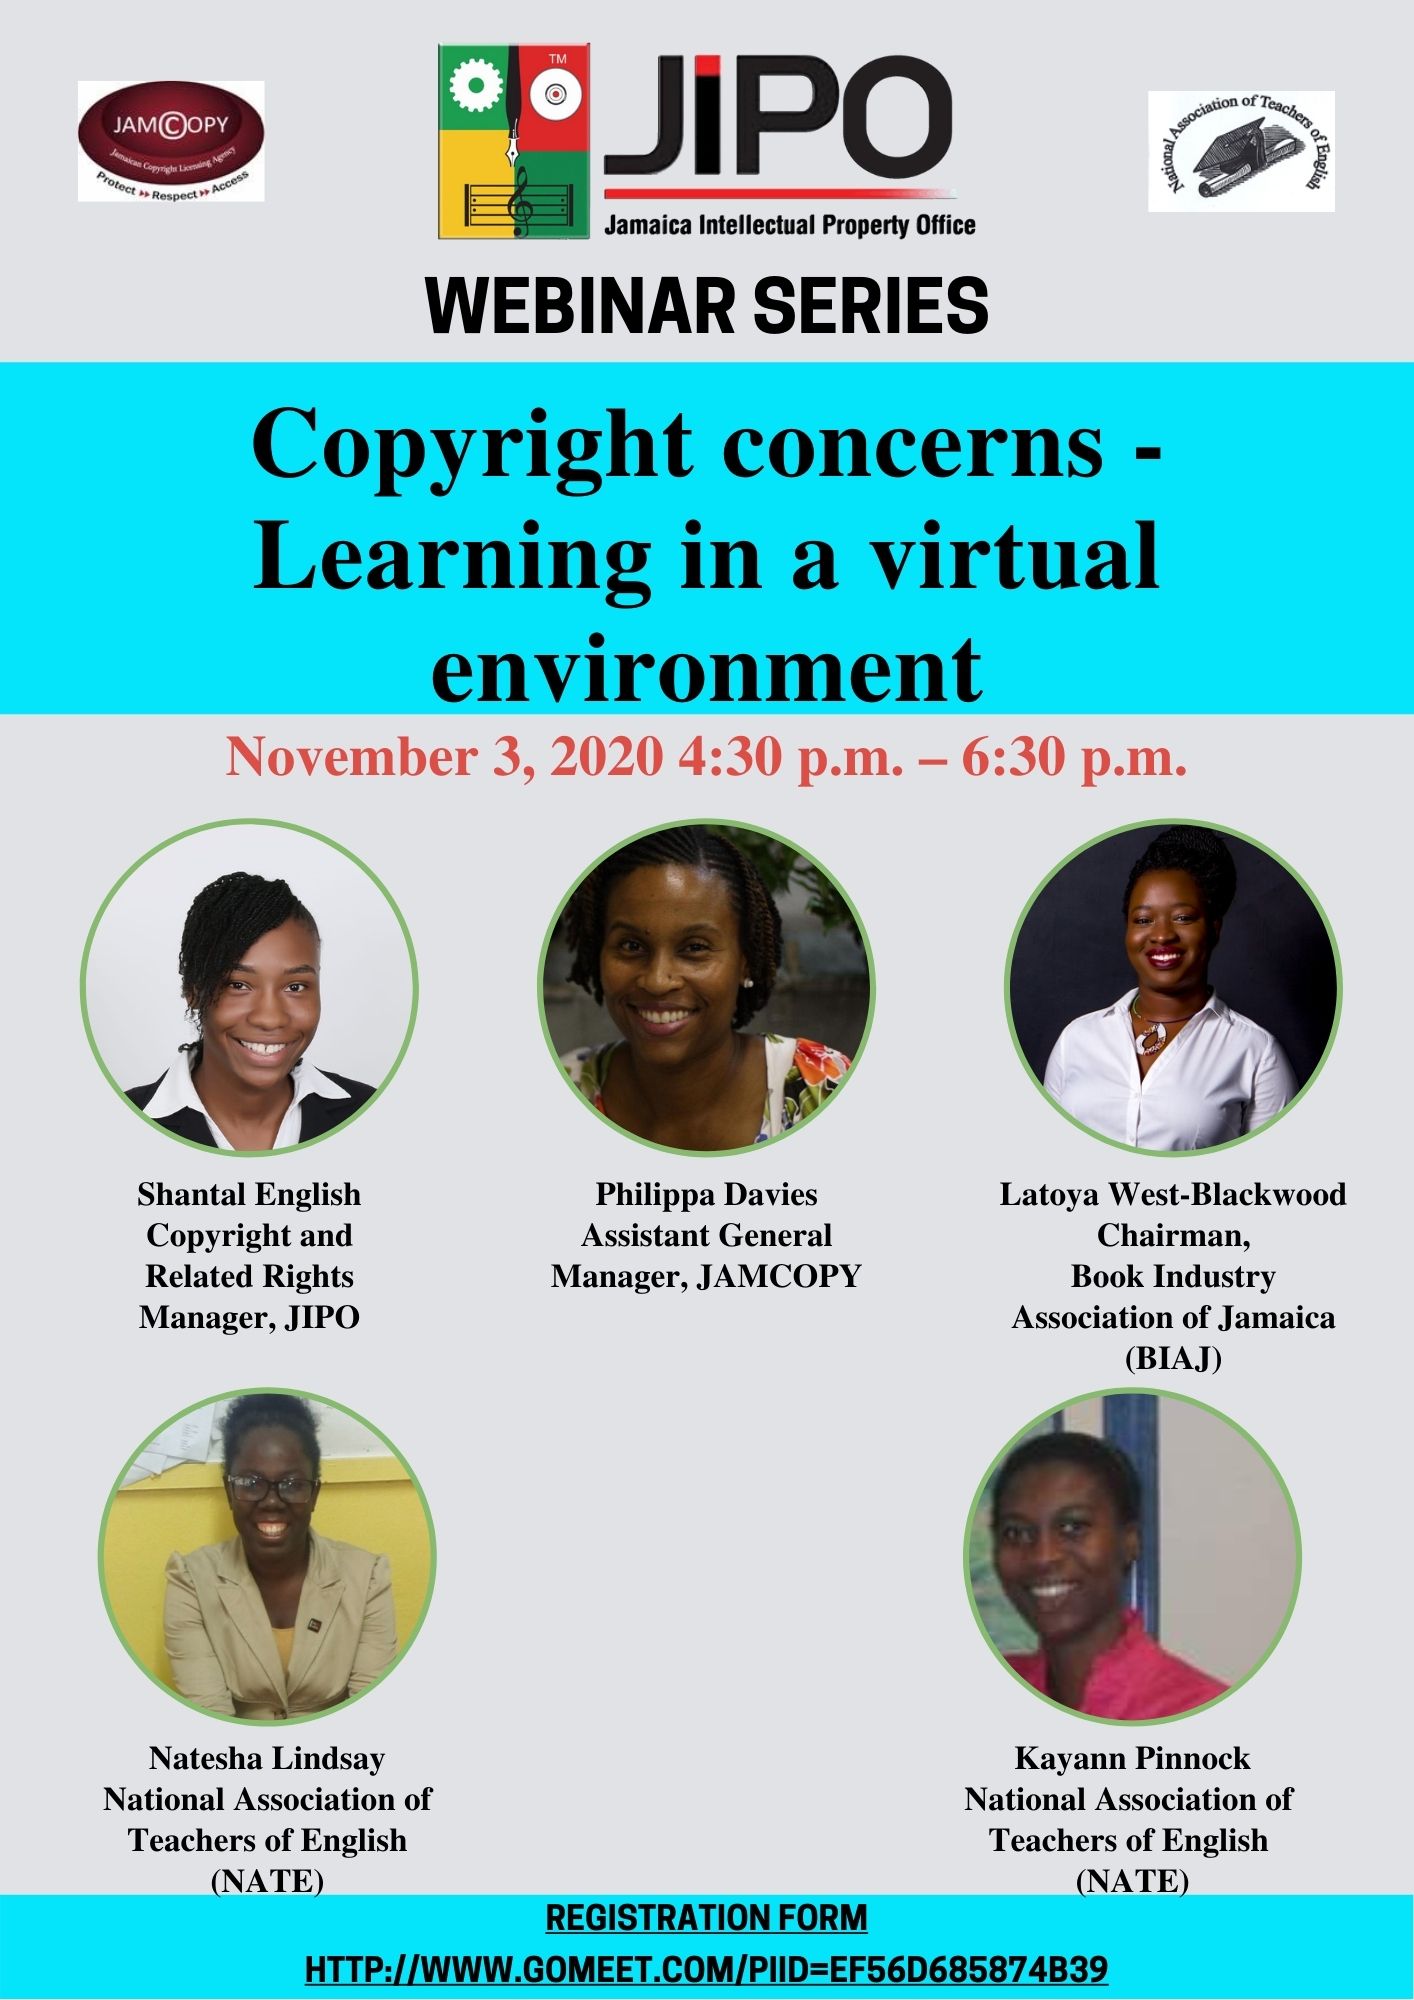 JAMCOPY
Jamaican Copyright Licensing Agency
Protect >> Respect >> Access
TM
JiPO
Jamaica Intellectual Property Office
National Association of Teachers of English
WEBINAR SERIES
Copyright concerns -
Learning in a virtual
environment
November 3, 2020 4:30 p.m. – 6:30 p.m.
Shantal English
Copyright and
Related Rights
Manager, JIPO
Philippa Davies
Assistant General
Manager, JAMCOPY
Latoya West-Blackwood
Chairman,
Book Industry
Association of Jamaica
(BIAJ)
Natesha Lindsay
National Association of
Teachers of English
(NATE)
Kayann Pinnock
National Association of
Teachers of English
(NATE)
REGISTRATION FORM
HTTP://WWW.GOMEET.COM/PIID=EF56D685874B39